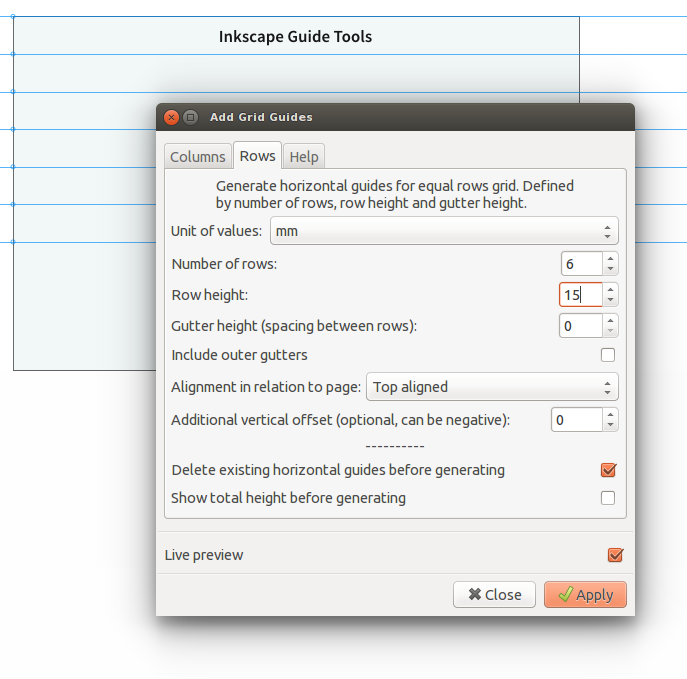 Inkscape Guide Tools
Add Grid Guides
Columns Rows Help
Generate horizontal guides for equal rows grid. Defined
by number of rows, row height and gutter height.
Unit of values: mm
Number of rows: 6
Row height: 15
Gutter height (spacing between rows): 0
Include outer gutters
Alignment in relation to page: Top aligned
Additional vertical offset (optional, can be negative): 0
----------
Delete existing horizontal guides before generating
Show total height before generating
Live preview
Close Apply